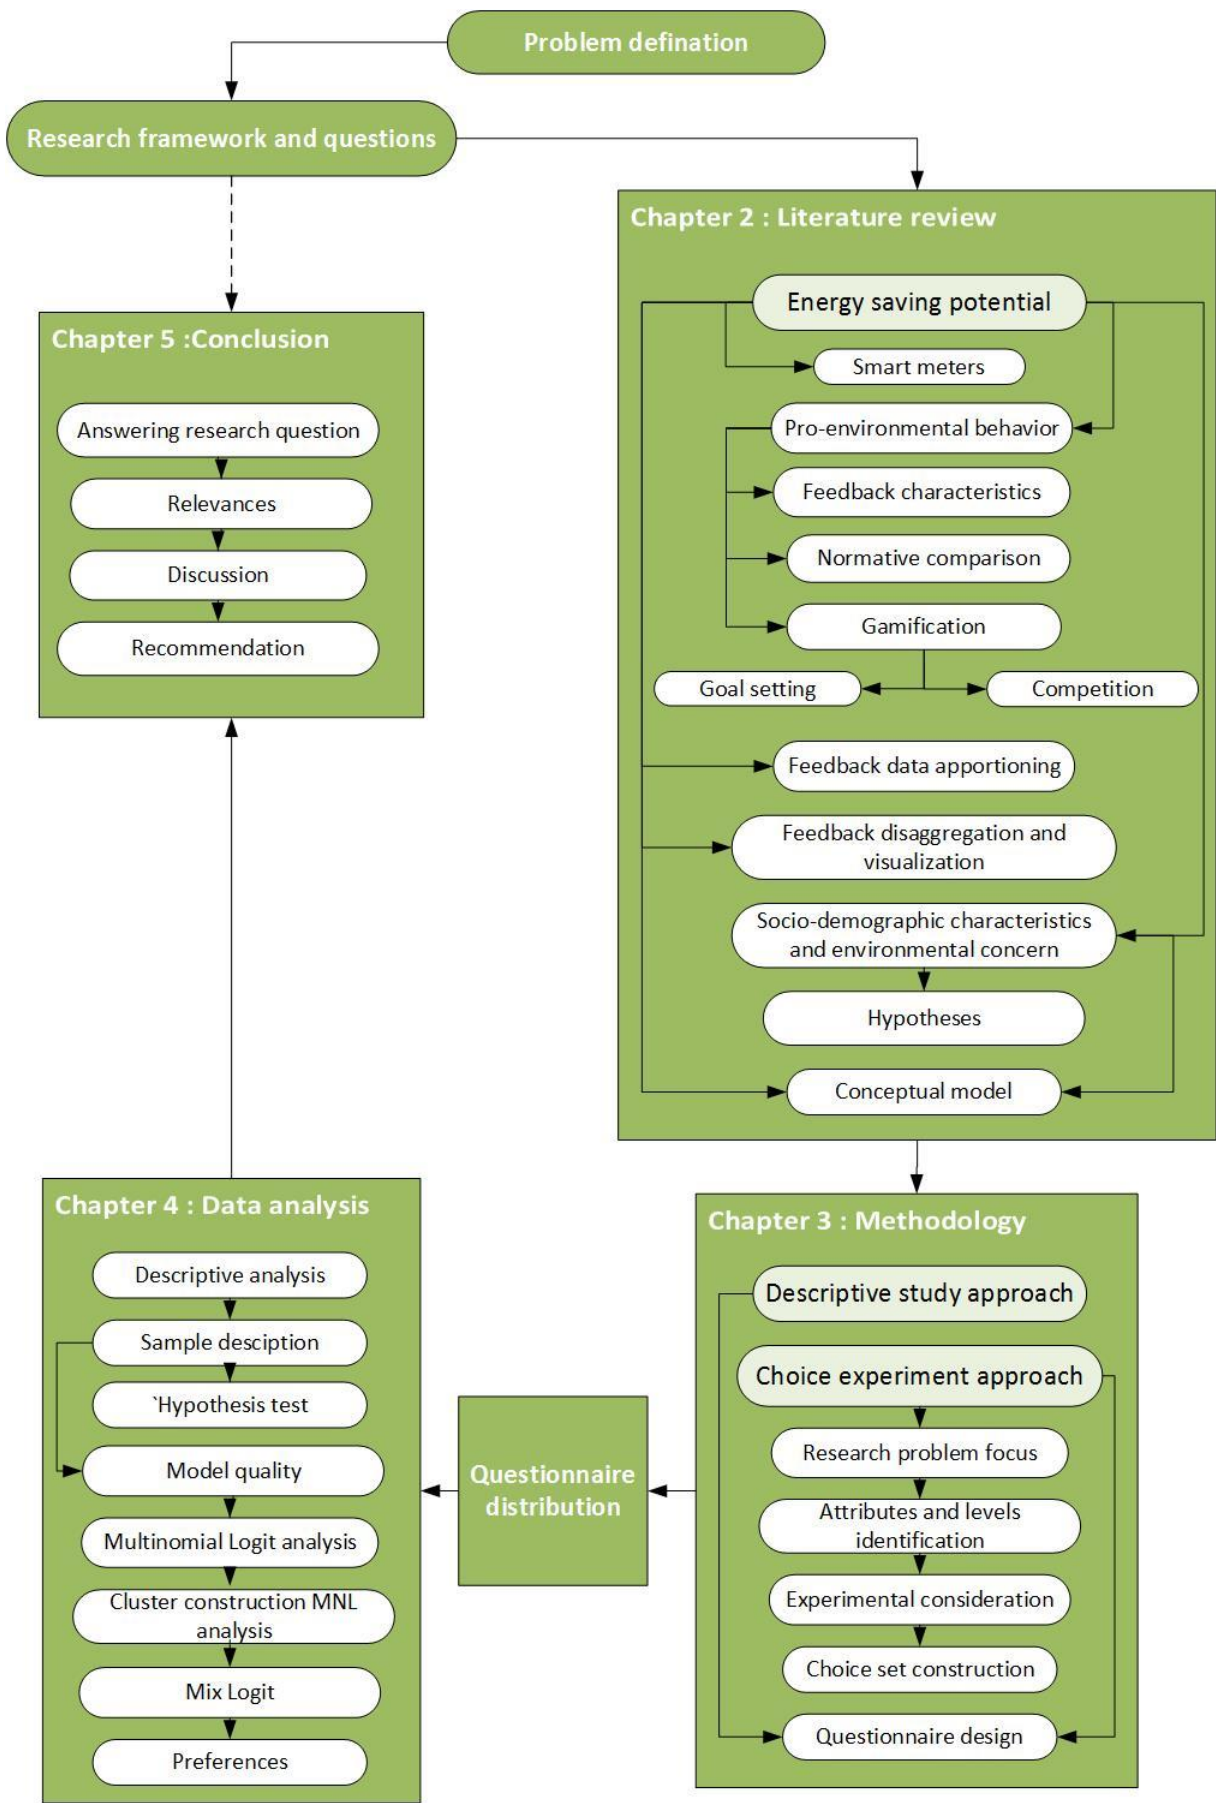 Problem defination
Research framework and questions
Chapter 2 : Literature review
Energy saving potential
Smart meters
Pro-environmental behavior
Feedback characteristics
Normative comparison
Gamification
Goal setting
Competition
Feedback data apportioning
Feedback disaggregation and
visualization
Socio-demographic characteristics
and environmental concern
Hypotheses
Conceptual model
Chapter 3 : Methodology
Descriptive study approach
Choice experiment approach
Research problem focus
Attributes and levels
identification
Experimental consideration
Choice set construction
Questionnaire design
Questionnaire
distribution
Chapter 4 : Data analysis
Descriptive analysis
Sample desciption
`Hypothesis test
Model quality
Multinomial Logit analysis
Cluster construction MNL
analysis
Mix Logit
Preferences
Chapter 5 :Conclusion
Answering research question
Relevances
Discussion
Recommendation